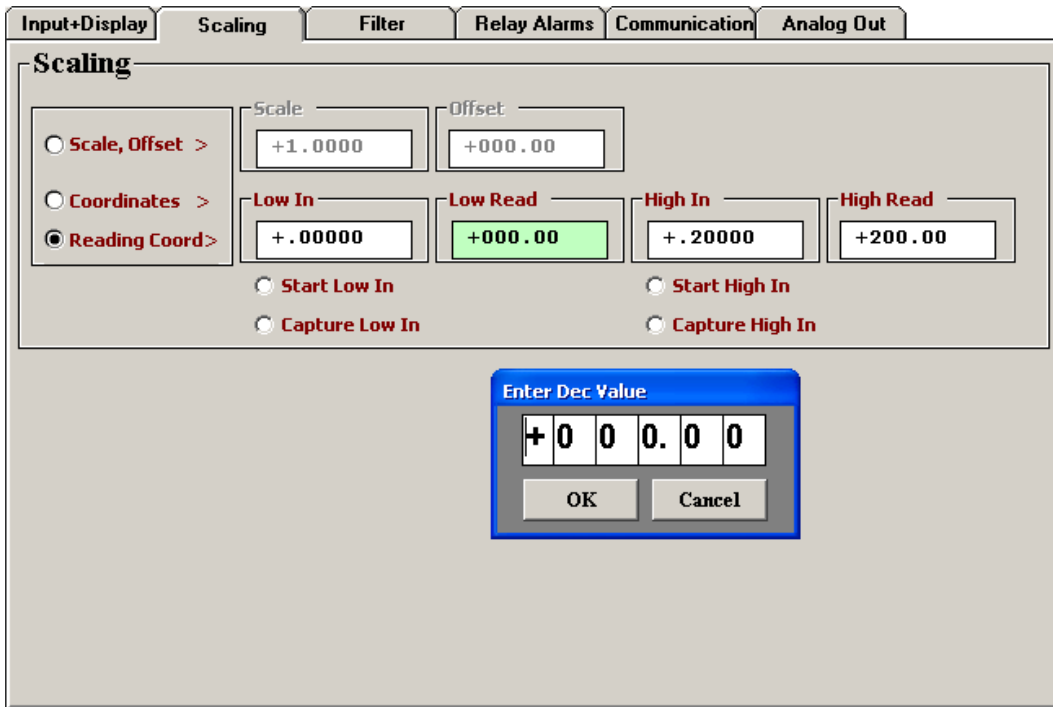 Input+Display Scaling Filter Relay Alarms Communication Analog Out
Scaling
Scale Offset
Scale, Offset > +1.0000 +000.00
Coordinates > Low In Low Read High In High Read
Reading Coord> +.00000 +000.00 +.20000 +200.00
Start Low In Start High In
Capture Low In Capture High In
Enter Dec Value
+ 0 0 0. 0 0
OK Cancel